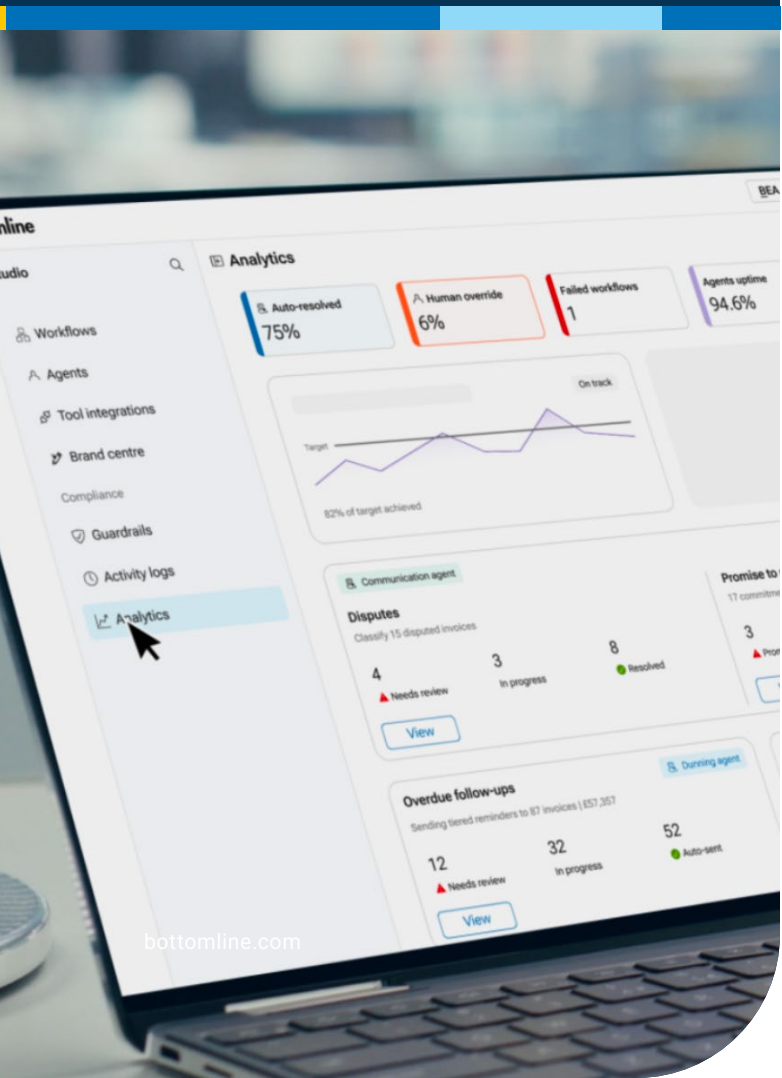 nline
BEA
udio
Analytics
Auto-resolved
75%
Human override
6%
Failed workflows
1
Agents uptime
94.6%
Workflows
Agents
Tool integrations
Brand centre
Compliance
Guardrails
Activity logs
Analytics
On track
Target
82% of target achieved
Communication agent
Disputes
Classify 15 disputed invoices
4
Needs review
3
In progress
8
Resolved
View
Promise to
17 commitme
3
Prom
Overdue follow-ups
Dunning agent
Sending tiered reminders to 87 invoices | £57,357
12
Needs review
32
In progress
52
Auto-sent
View
bottomline.com